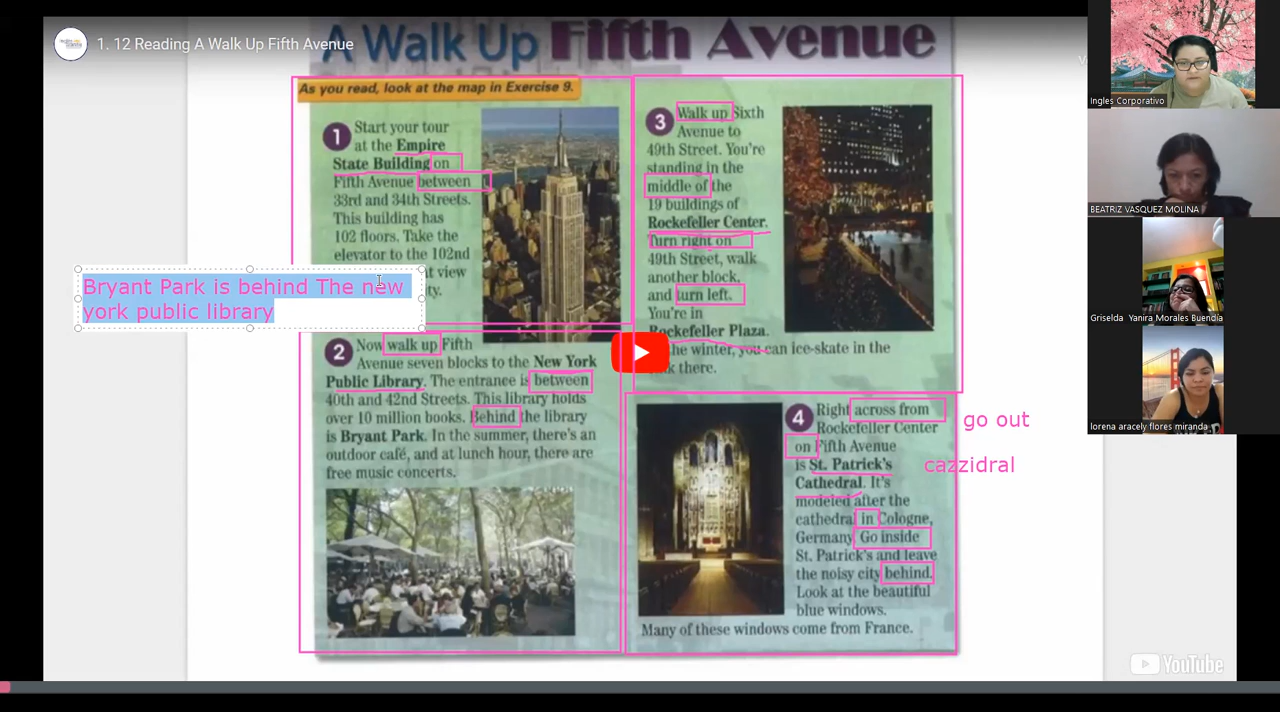 1. 12 Reading A Walk Up Fifth Avenue
A Walk Up Fifth Avenue
As you read, look at the map in Exercise 9.
1 Start your tour
at the Empire
State Building on
Fifth Avenue between
33rd and 34th Streets.
This building has
102 floors. Take the
elevator to the 102nd
t view
ty.
Bryant Park is behind The new
york public library
2 Now walk up Fifth
Avenue seven blocks to the New York
Public Library. The entrance is between
40th and 42nd Streets. This library holds
over 10 million books. Behind the library
is Bryant Park. In the summer, there's an
outdoor café, and at lunch hour, there are
free music concerts.
3 Walk up Sixth
Avenue to
49th Street. You're
standing in the
middle of the
19 buildings of
Rockefeller Center.
Turn right on
49th Street, walk
another block,
and turn left.
You're in
Rockefeller Plaza.
the winter, you can ice-skate in the
there.
4 Right across from
Rockefeller Center
on Fifth Avenue
is St. Patrick's
Cathedral. It's
modeled after the
cathedral in Cologne,
Germany. Go inside
St. Patrick's and leave
the noisy city behind.
Look at the beautiful
blue windows.
Many of these windows come from France.
go out
cazzidral
Ingles Corporativo
BEATRIZ VASQUEZ MOLINA
Griselda Yanira Morales Buendia
lorena aracely flores miranda
YouTube